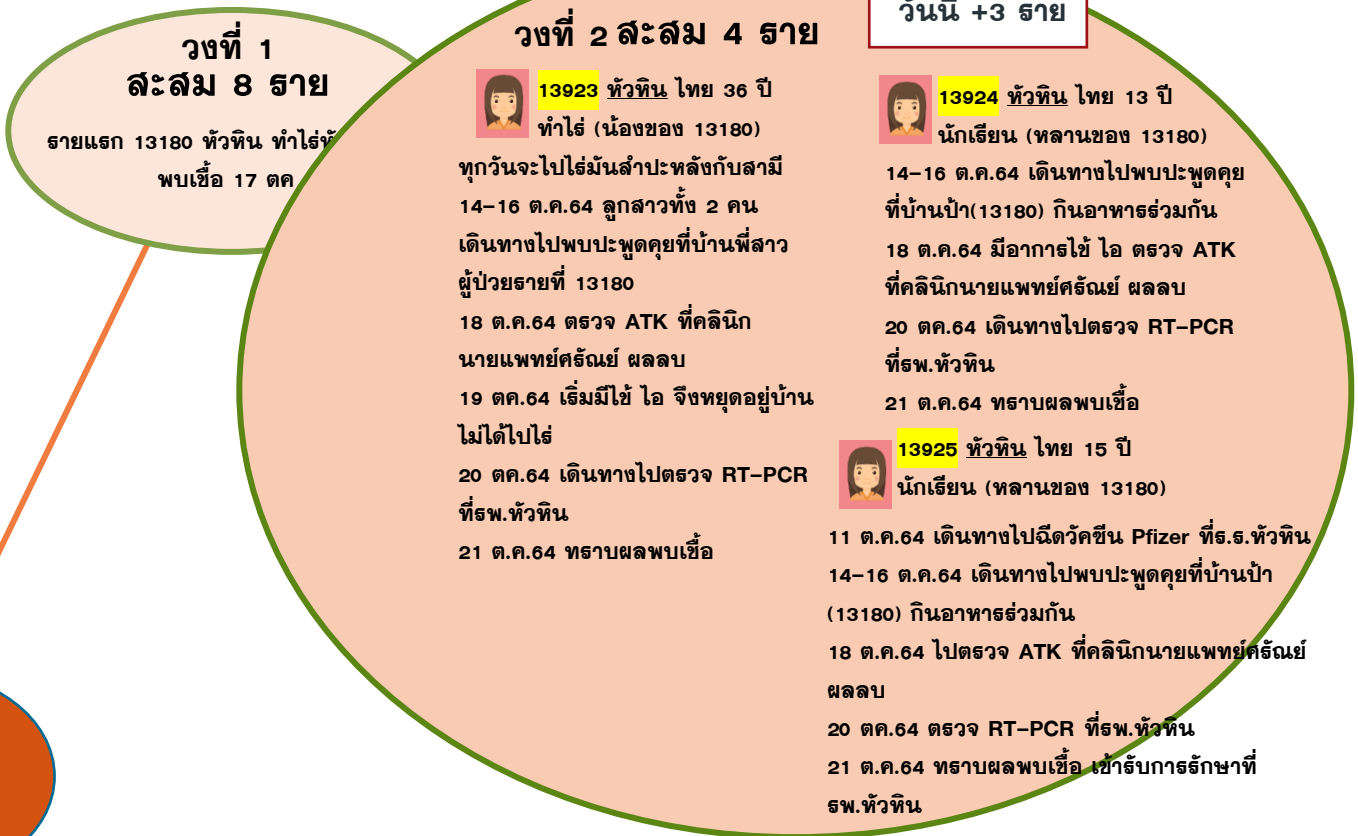 วงที่ 1
สะสม 8 ราย
รายแรก 13180 หัวหิน ทำไร่
พบเชื้อ 17 ตค
วงที่ 2 สะสม 4 ราย
วันนี้ +3 ราย
13923 หัวหิน ไทย 36 ปี
ทำไร่ (น้องของ 13180)
ทุกวันจะไปไร่มันสำปะหลังกับสามี
14-16 ต.ค.64 ลูกสาวทั้ง 2 คน
เดินทางไปพบปะพูดคุยที่บ้านพี่สาว
ผู้ป่วยรายที่ 13180
18 ต.ค.64 ตรวจ ATK ที่คลินิก
นายแพทย์ศรัณย์ ผลลบ
19 ตค.64 เริ่มมีไข้ ไอ จึงหยุดอยู่บ้าน
ไม่ได้ไปไร่
20 ตค.64 เดินทางไปตรวจ RT-PCR
ที่รพ.หัวหิน
21 ต.ค.64 ทราบผลพบเชื้อ
13924 หัวหิน ไทย 13 ปี
นักเรียน (หลานของ 13180)
14-16 ต.ค.64 เดินทางไปพบปะพูดคุย
ที่บ้านป้า(13180) กินอาหารร่วมกัน
18 ต.ค.64 มีอาการไข้ ไอ ตรวจ ATK
ที่คลินิกนายแพทย์ศรัณย์ ผลลบ
20 ตค.64 เดินทางไปตรวจ RT-PCR
ที่รพ.หัวหิน
21 ต.ค.64 ทราบผลพบเชื้อ
13925 หัวหิน ไทย 15 ปี
นักเรียน (หลานของ 13180)
11 ต.ค.64 เดินทางไปฉีดวัคซีน Pfizer ที่ร.ร.หัวหิน
14-16 ต.ค.64 เดินทางไปพบปะพูดคุยที่บ้านป้า
(13180) กินอาหารร่วมกัน
18 ต.ค.64 ไปตรวจ ATK ที่คลินิกนายแพทย์ศรัณย์
ผลลบ
20 ตค.64 ตรวจ RT-PCR ที่รพ.หัวหิน
21 ต.ค.64 ทราบผลพบเชื้อ เข้ารับการรักษาที่
รพ.หัวหิน